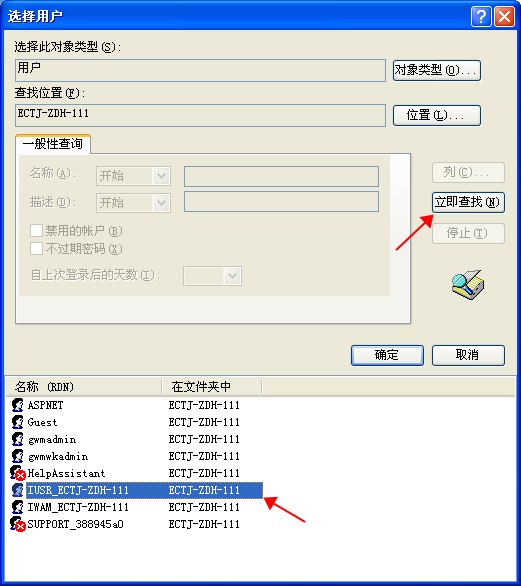 选择用户
选择此对象类型(S):
用户
对象类型(O)...
查找位置(F):
ECTJ-ZDH-111
位置(L)...
一般性查询
名称(A): 开始
描述(D): 开始
禁用的帐户(B)
不过期密码(X)
自上次登录后的天数(I):
列(C)...
立即查找(N)
停止(T)
确定 取消
名称 (RDN) 在文件夹中
ASPNET ECTJ-ZDH-111
Guest ECTJ-ZDH-111
gwmadmin ECTJ-ZDH-111
gwmwkadmin ECTJ-ZDH-111
HelpAssistant ECTJ-ZDH-111
IUSR_ECTJ-ZDH-111 ECTJ-ZDH-111
IWAM_ECTJ-ZDH-111 ECTJ-ZDH-111
SUPPORT_388945a0 ECTJ-ZDH-111